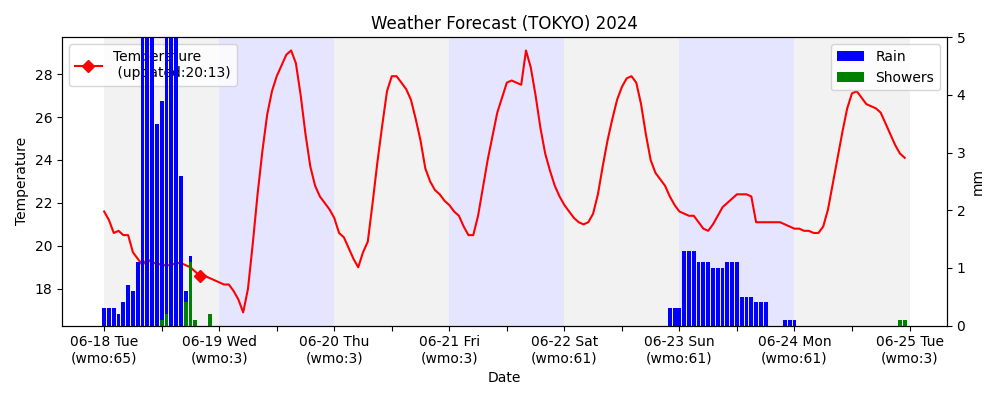 Weather Forecast (TOKYO) 2024
Temperature
(updated:20:13)
Rain
Showers
Temperature
28
26
24
22
20
18
5
4
3
2
1
0
mm
06-18 Tue
(wmo:65)
06-19 Wed
(wmo:3)
06-20 Thu
(wmo:3)
06-21 Fri
(wmo:3)
06-22 Sat
(wmo:61)
06-23 Sun
(wmo:61)
06-24 Mon
(wmo:61)
06-25 Tue
(wmo:3)
Date